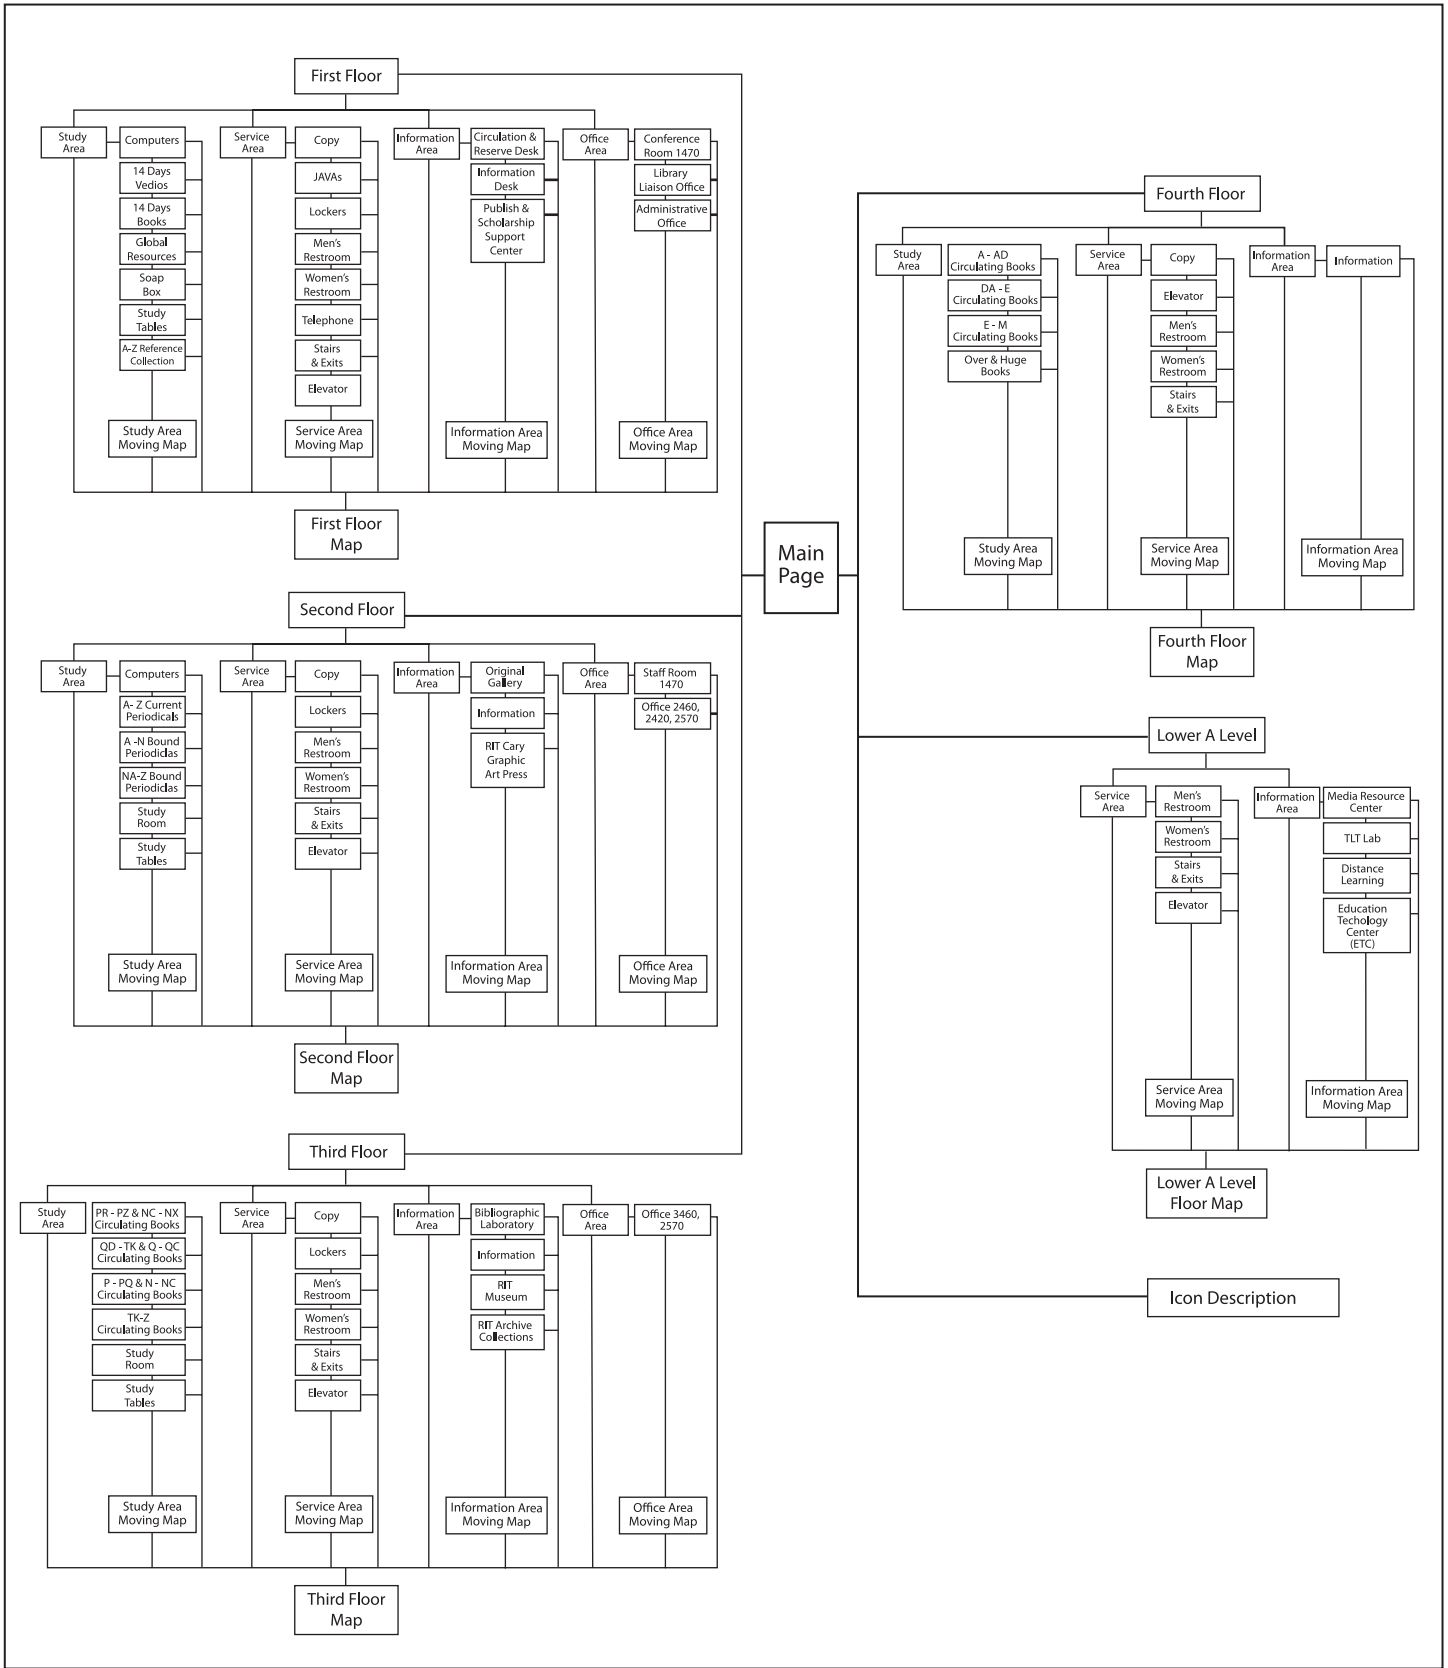 First Floor
Study
Area
Computers
14 Days
Vedios
14 Days
Books
Global
Resources
Soap
Box
Study
Tables
A-Z Reference
Collection
Study Area
Moving Map
Service
Area
Copy
JAVAs
Lockers
Men's
Restroom
Women's
Restroom
Telephone
Stairs
& Exits
Elevator
Service Area
Moving Map
Information
Area
Circulation &
Reserve Desk
Information
Desk
Publish &
Scholarship
Support
Center
Information Area
Moving Map
Office
Area
Conference
Room 1470
Library
Liaison Office
Administrative
Office
Office Area
Moving Map
First Floor
Map
Second Floor
Study
Area
Computers
A- Z Current
Periodicals
A -N Bound
Periodiclas
NA-Z Bound
Periodiclas
Study
Room
Study
Tables
Study Area
Moving Map
Service
Area
Copy
Lockers
Men's
Restroom
Women's
Restroom
Stairs
& Exits
Elevator
Service Area
Moving Map
Information
Area
Original
Gallery
Information
RIT Cary
Graphic
Art Press
Information Area
Moving Map
Office
Area
Staff Room
1470
Office 2460,
2420, 2570
Office Area
Moving Map
Second Floor
Map
Third Floor
Study
Area
PR - PZ & NC - NX
Circulating Books
QD - TK & Q - QC
Circulating Books
P - PQ & N - NC
Circulating Books
TK-Z
Circulating Books
Study
Room
Study
Tables
Study Area
Moving Map
Service
Area
Copy
Lockers
Men's
Restroom
Women's
Restroom
Stairs
& Exits
Elevator
Service Area
Moving Map
Information
Area
Bibliographic
Laboratory
Information
RIT
Museum
RIT Archive
Collections
Information Area
Moving Map
Office
Area
Office 3460,
2570
Office Area
Moving Map
Third Floor
Map
Main
Page
Fourth Floor
Study
Area
A - AD
Circulating Books
DA - E
Circulating Books
E - M
Circulating Books
Over & Huge
Books
Study Area
Moving Map
Service
Area
Copy
Elevator
Men's
Restroom
Women's
Restroom
Stairs
& Exits
Service Area
Moving Map
Information
Area
Information
Information Area
Moving Map
Fourth Floor
Map
Lower A Level
Service
Area
Men's
Restroom
Women's
Restroom
Stairs
& Exits
Elevator
Service Area
Moving Map
Information
Area
Media Resource
Center
TLT Lab
Distance
Learning
Education
Techology
Center
(ETC)
Information Area
Moving Map
Lower A Level
Floor Map
Icon Description